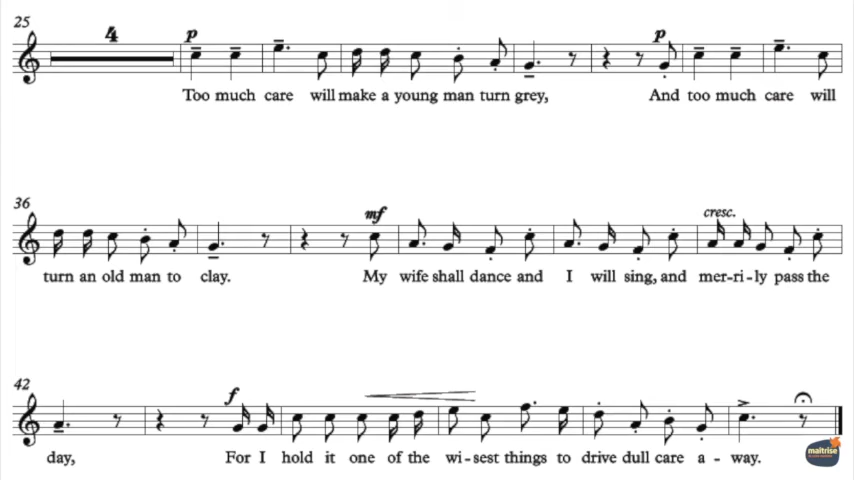 25
4
p
p
Too much care will make a young man turn grey, And too much care will
36
mf
cresc.
turn an old man to clay. My wife shall dance and I will sing, and mer-ri-ly pass the
42
f
day, For I hold it one of the wi-sest things to drive dull care a-way.
maîtrise